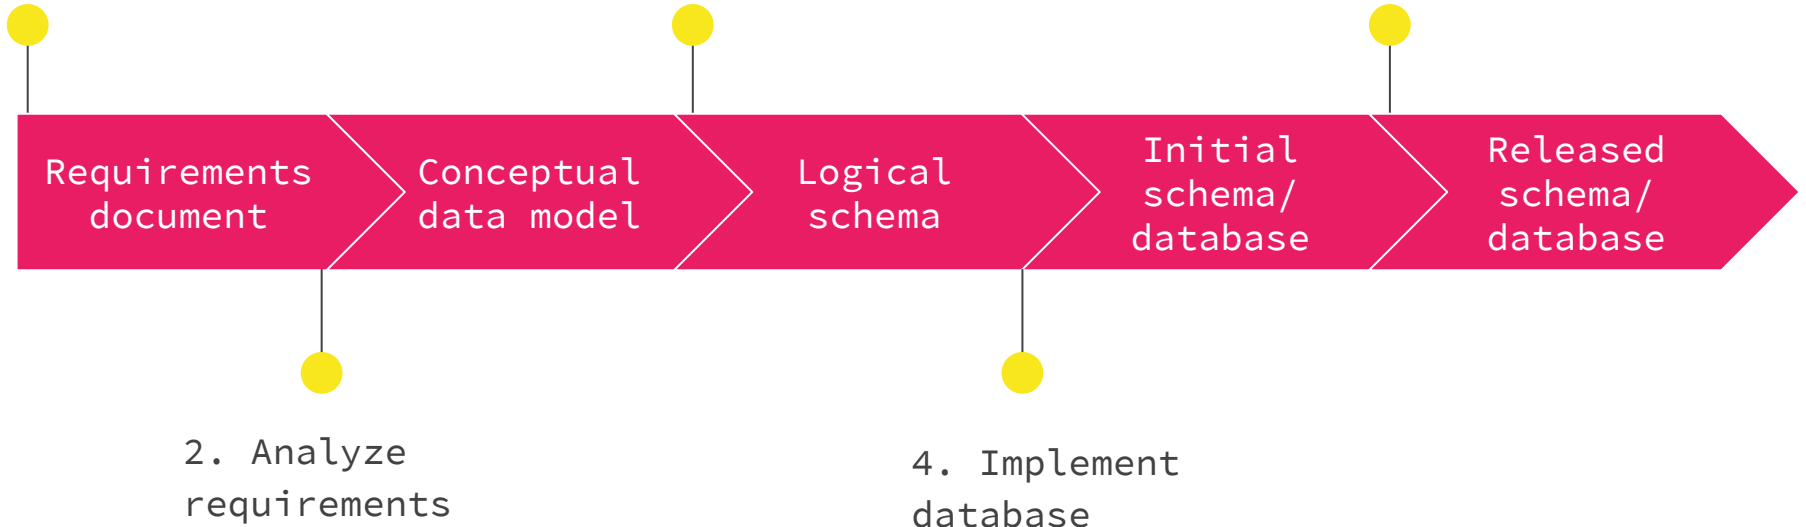 Requirements
document
Conceptual
data model
Logical
schema
Initial
schema/
database
Released
schema/
database
2. Analyze
requirements
4. Implement
database